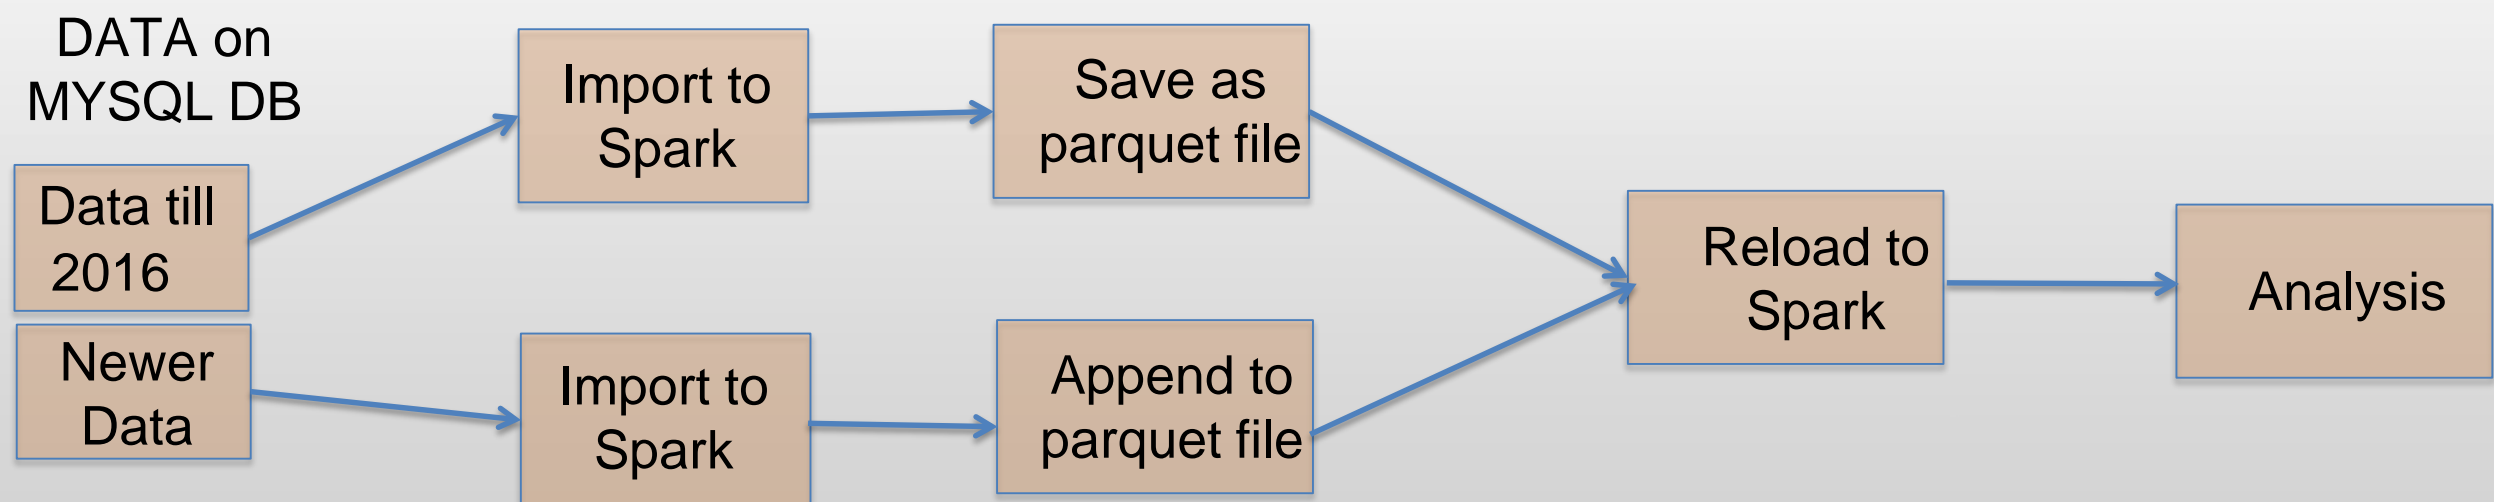 DATA on
MYSQL DB
Data till
2016
Newer
Data
Import to
Spark
Import to
Spark
Save as
parquet file
Append to
parquet file
Reload to
Spark
Analysis